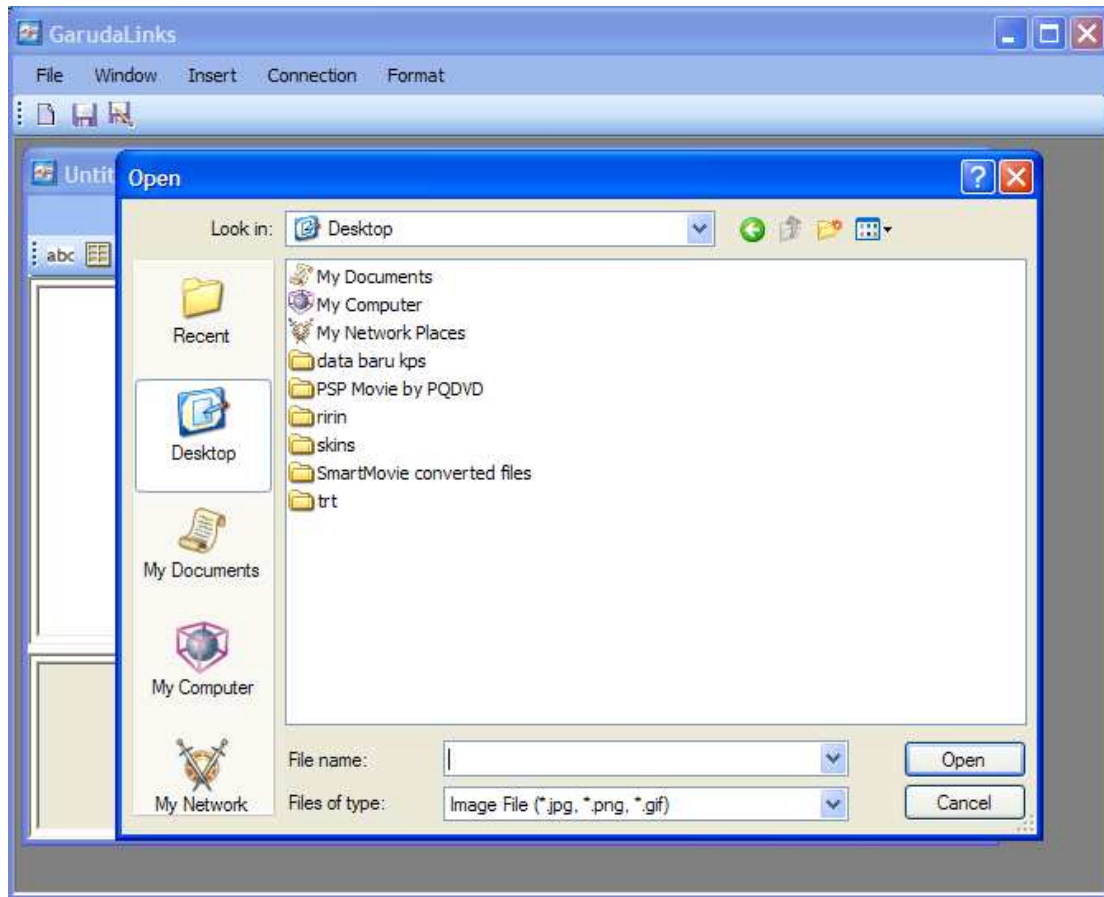 GarudaLinks
File Window Insert Connection Format
Untit
Open
Look in: Desktop
abc
Recent
Desktop
My Documents
My Computer
My Network
My Documents
My Computer
My Network Places
data baru kps
PSP Movie by PQDVD
ririn
skins
SmartMovie converted files
trt
File name: Open
Files of type: Image File (*.jpg, *.png, *.gif) Cancel